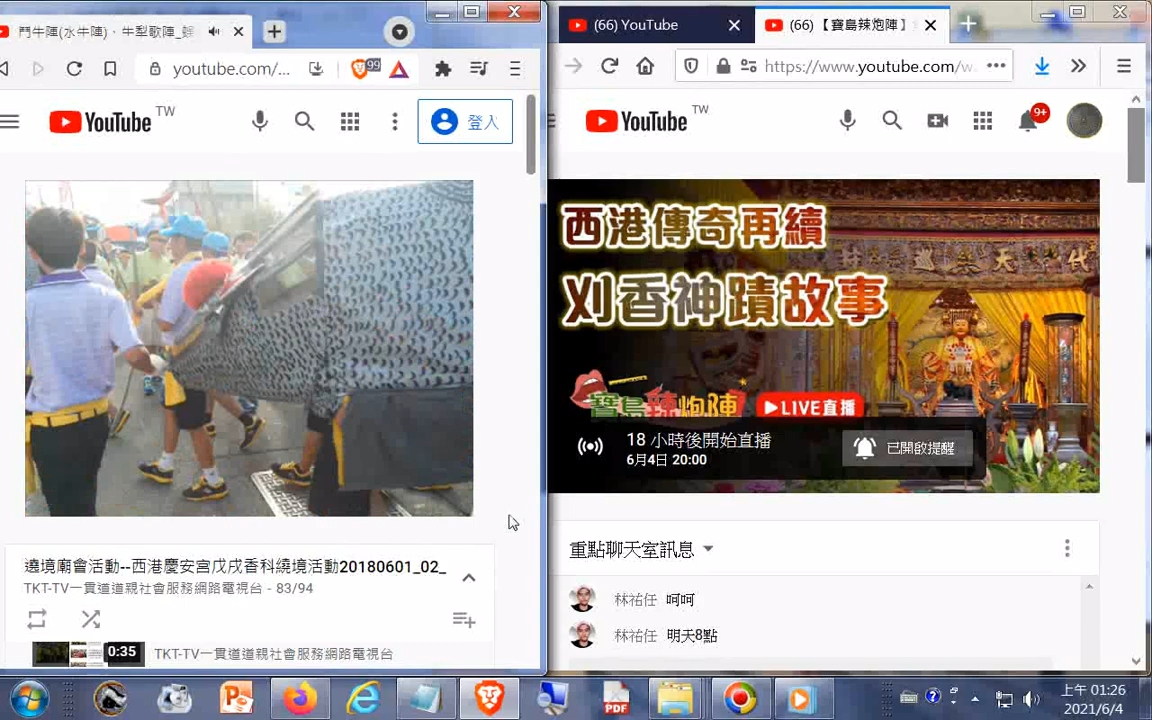 鬥牛陣(水牛陣)、牛犁歌陣_
youtube.com/...
99
YouTube TW
登入
遶境廟會活動--西港慶安宮戊戌香科繞境活動20180601_02_
TKT-TV一貫道道親社會服務網路電視台 - 83/94
0:35
TKT-TV一貫道道親社會服務網路電視台
(66) YouTube
(66) 【寶島辣炮陣】
https://www.youtube.com/w
YouTube TW
9+
西港傳奇再續
刈香神蹟故事
寶島辣炮陣
LIVE直播
18 小時後開始直播
6月4日 20:00
已開啟提醒
重點聊天室訊息
林祐任 呵呵
林祐任 明天8點
PDF
上午 01:26
2021/6/4